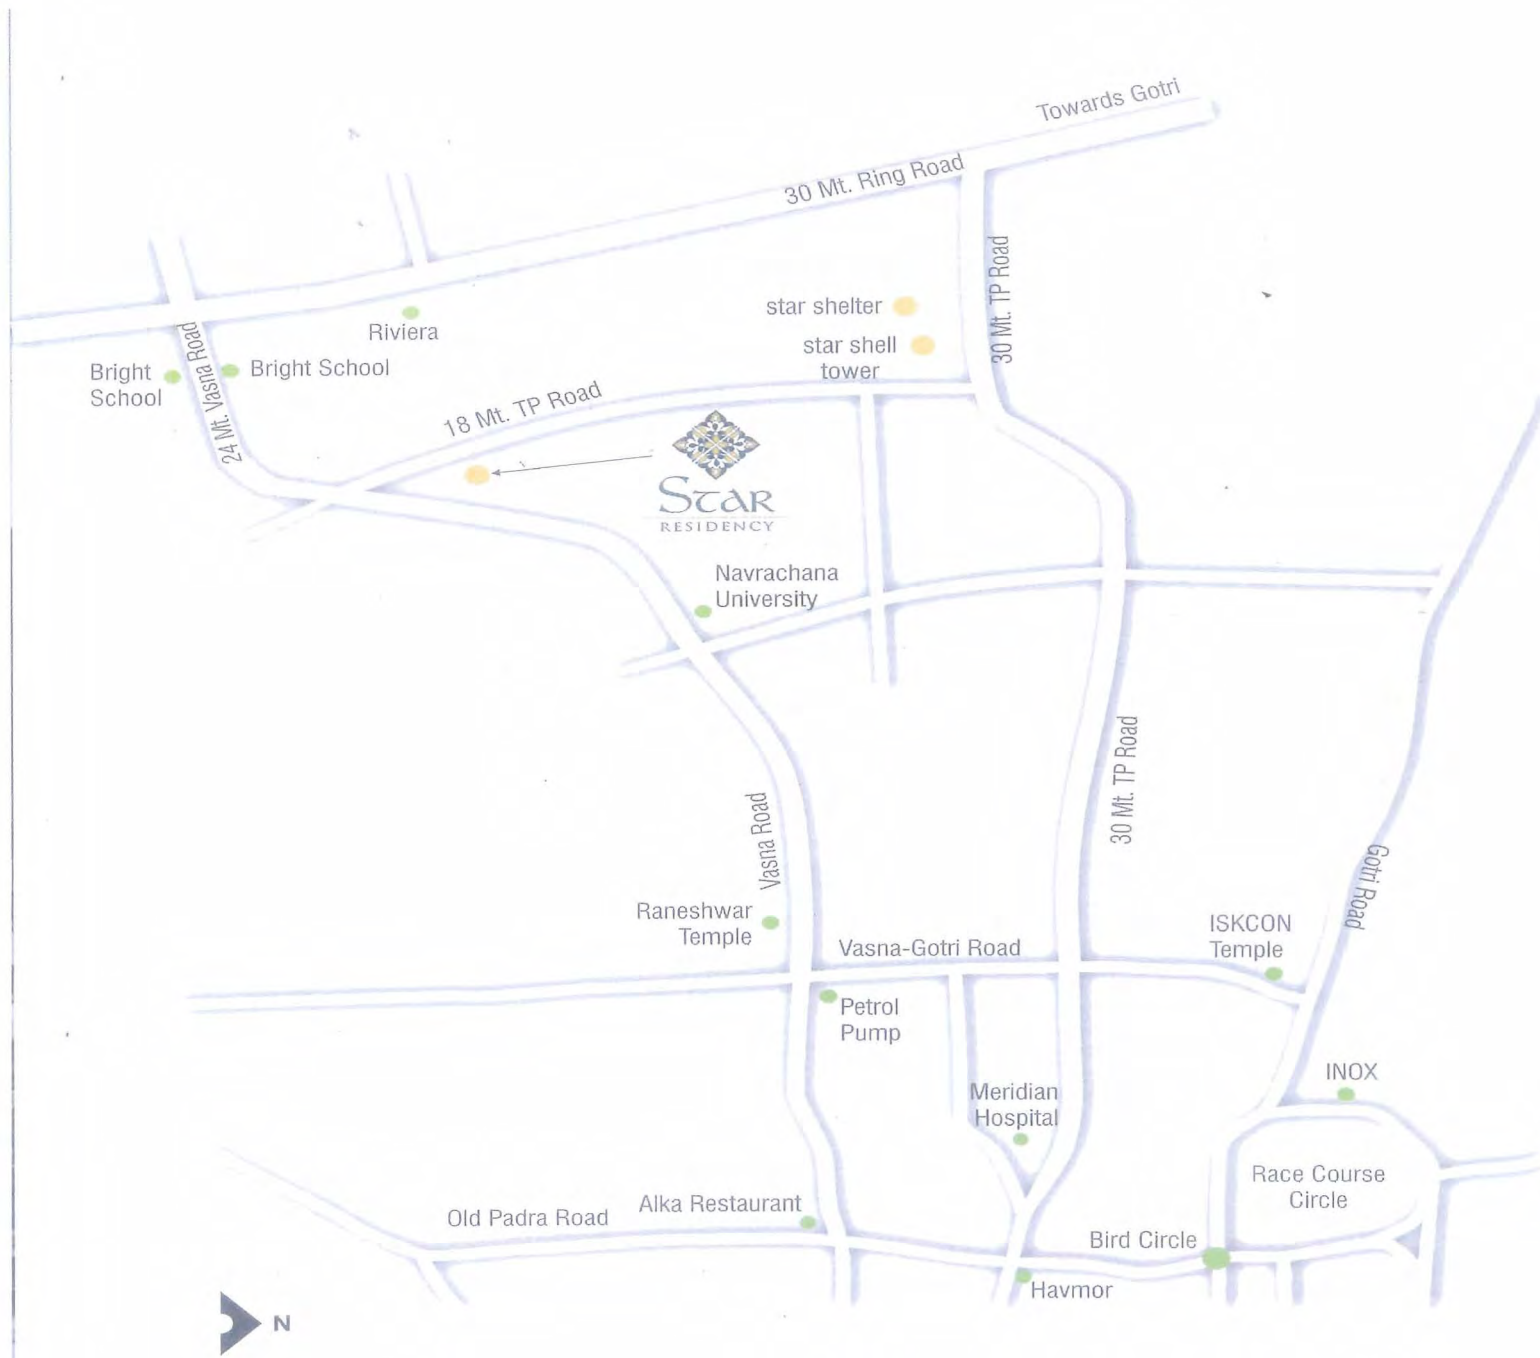 Towards Gotri
30 Mt. Ring Road
30 Mt. TP Road
star shelter
star shell
tower
Riviera
24 Mt. Vasna Road
Bright
School
Bright School
18 Mt. TP Road
STAR
RESIDENCY
Navrachana
University
30 Mt. TP Road
Vasna Road
Gotri Road
Raneshwar
Temple
Vasna-Gotri Road
ISKCON
Temple
Petrol
Pump
INOX
Meridian
Hospital
Race Course
Circle
Alka Restaurant
Old Padra Road
Bird Circle
Havmor
N